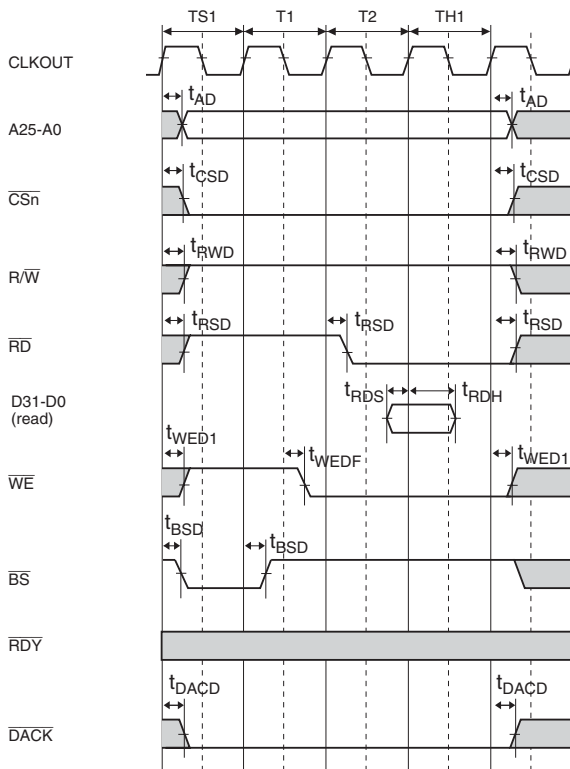 TS1 T1 T2 TH1
CLKOUT
tAD tAD
A25-A0
tCSD tCSD
CSn
tRWD tRWD
R/W
tRSD tRSD tRSD
RD
D31-D0
(read)
tRDS tRDH
tWED1 tWEDF tWED1
WE
tBSD tBSD
BS
RDY
tDACD tDACD
DACK